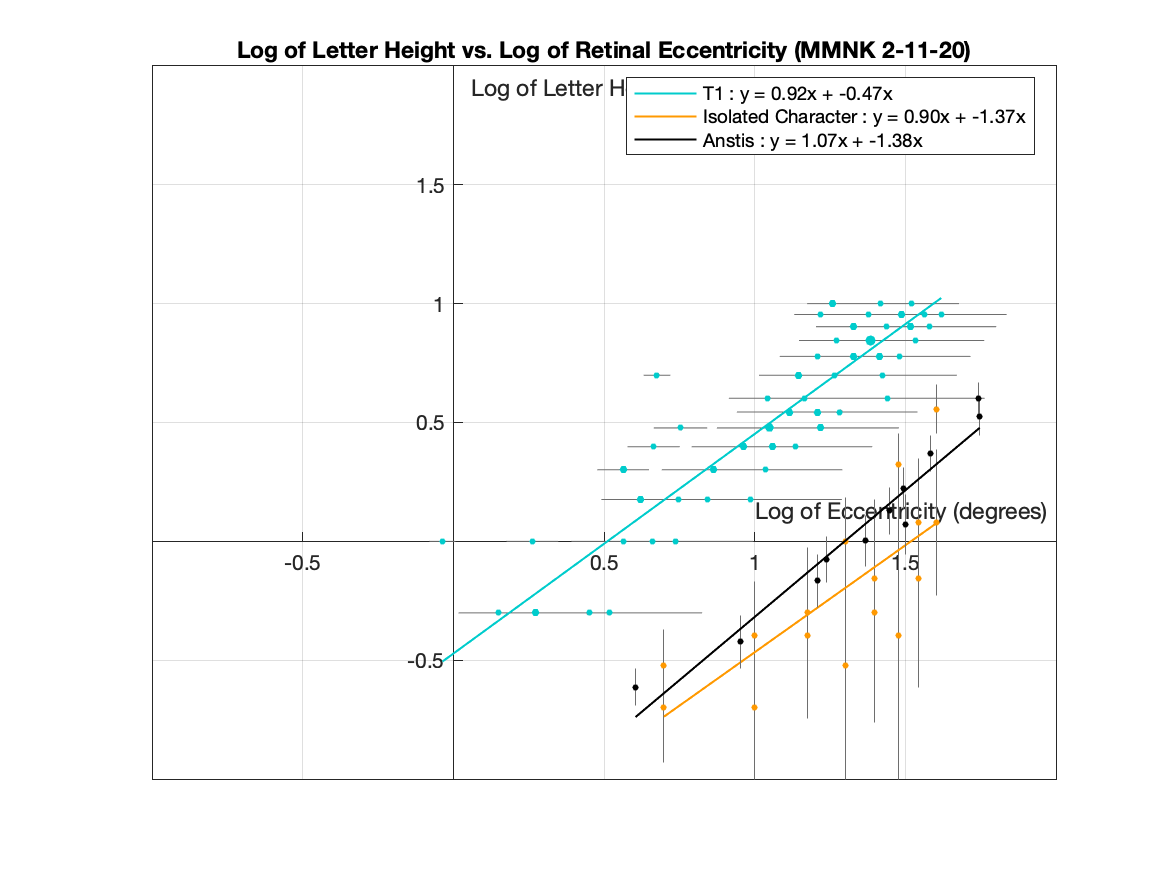 Log of Letter Height vs. Log of Retinal Eccentricity (MMNK 2-11-20)
Log of Letter H
T1 : y = 0.92x + -0.47x
Isolated Character : y = 0.90x + -1.37x
Anstis : y = 1.07x + -1.38x
1.5
1
0.5
Log of Eccentricity (degrees)
-0.5
0.5
1
1.5
-0.5